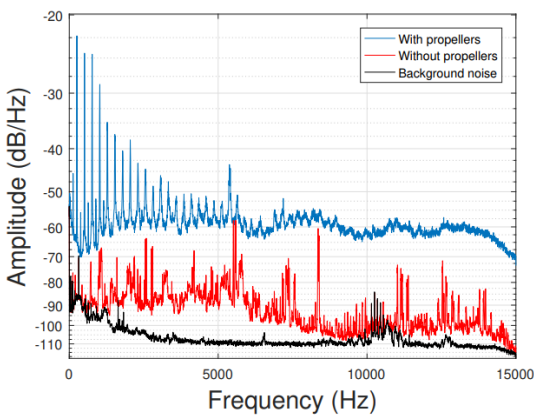 -20
-30
-40
-50
-60
-70
-80
-90
-100
-110
Amplitude (dB/Hz)
With propellers
Without propellers
Background noise
0
5000
10000
15000
Frequency (Hz)